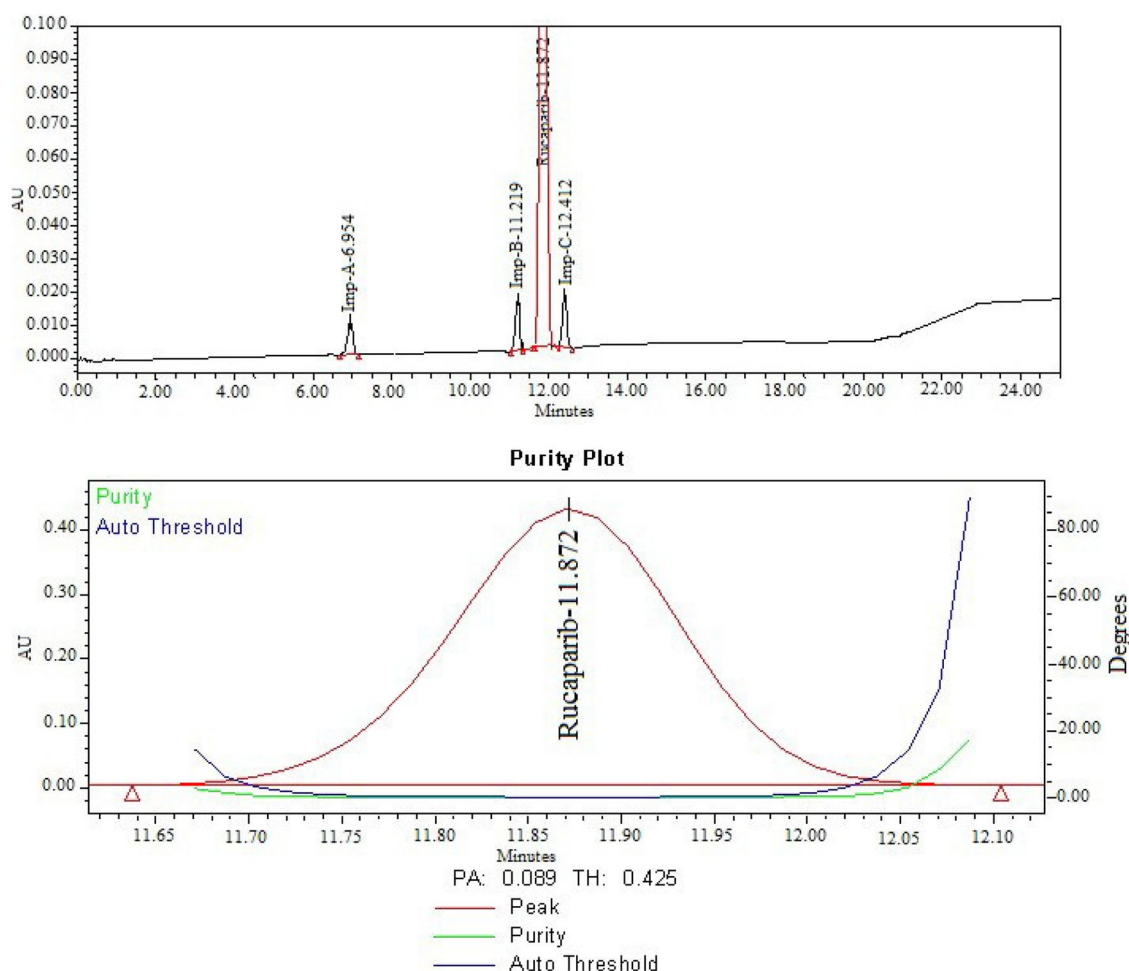 0.100
0.090
0.080
0.070
0.060
0.050
0.040
0.030
0.020
0.010
0.000
AU
Imp-A-6.954
Imp-B-11.219
Rucaparib-11.872
Imp-C-12.412
0.00 2.00 4.00 6.00 8.00 10.00 12.00 14.00 16.00 18.00 20.00 22.00 24.00
Minutes
Purity Plot
Purity
Auto Threshold
0.40
0.30
0.20
0.10
0.00
AU
Rucaparib-11.872
80.00
60.00
40.00
20.00
0.00
Degrees
11.65 11.70 11.75 11.80 11.85 11.90 11.95 12.00 12.05 12.10
Minutes
PA: 0.089 TH: 0.425
Peak
Purity
Auto Threshold